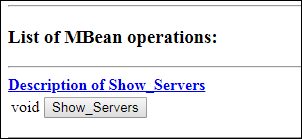 List of MBean operations:
Description of Show_Servers
void Show_Servers